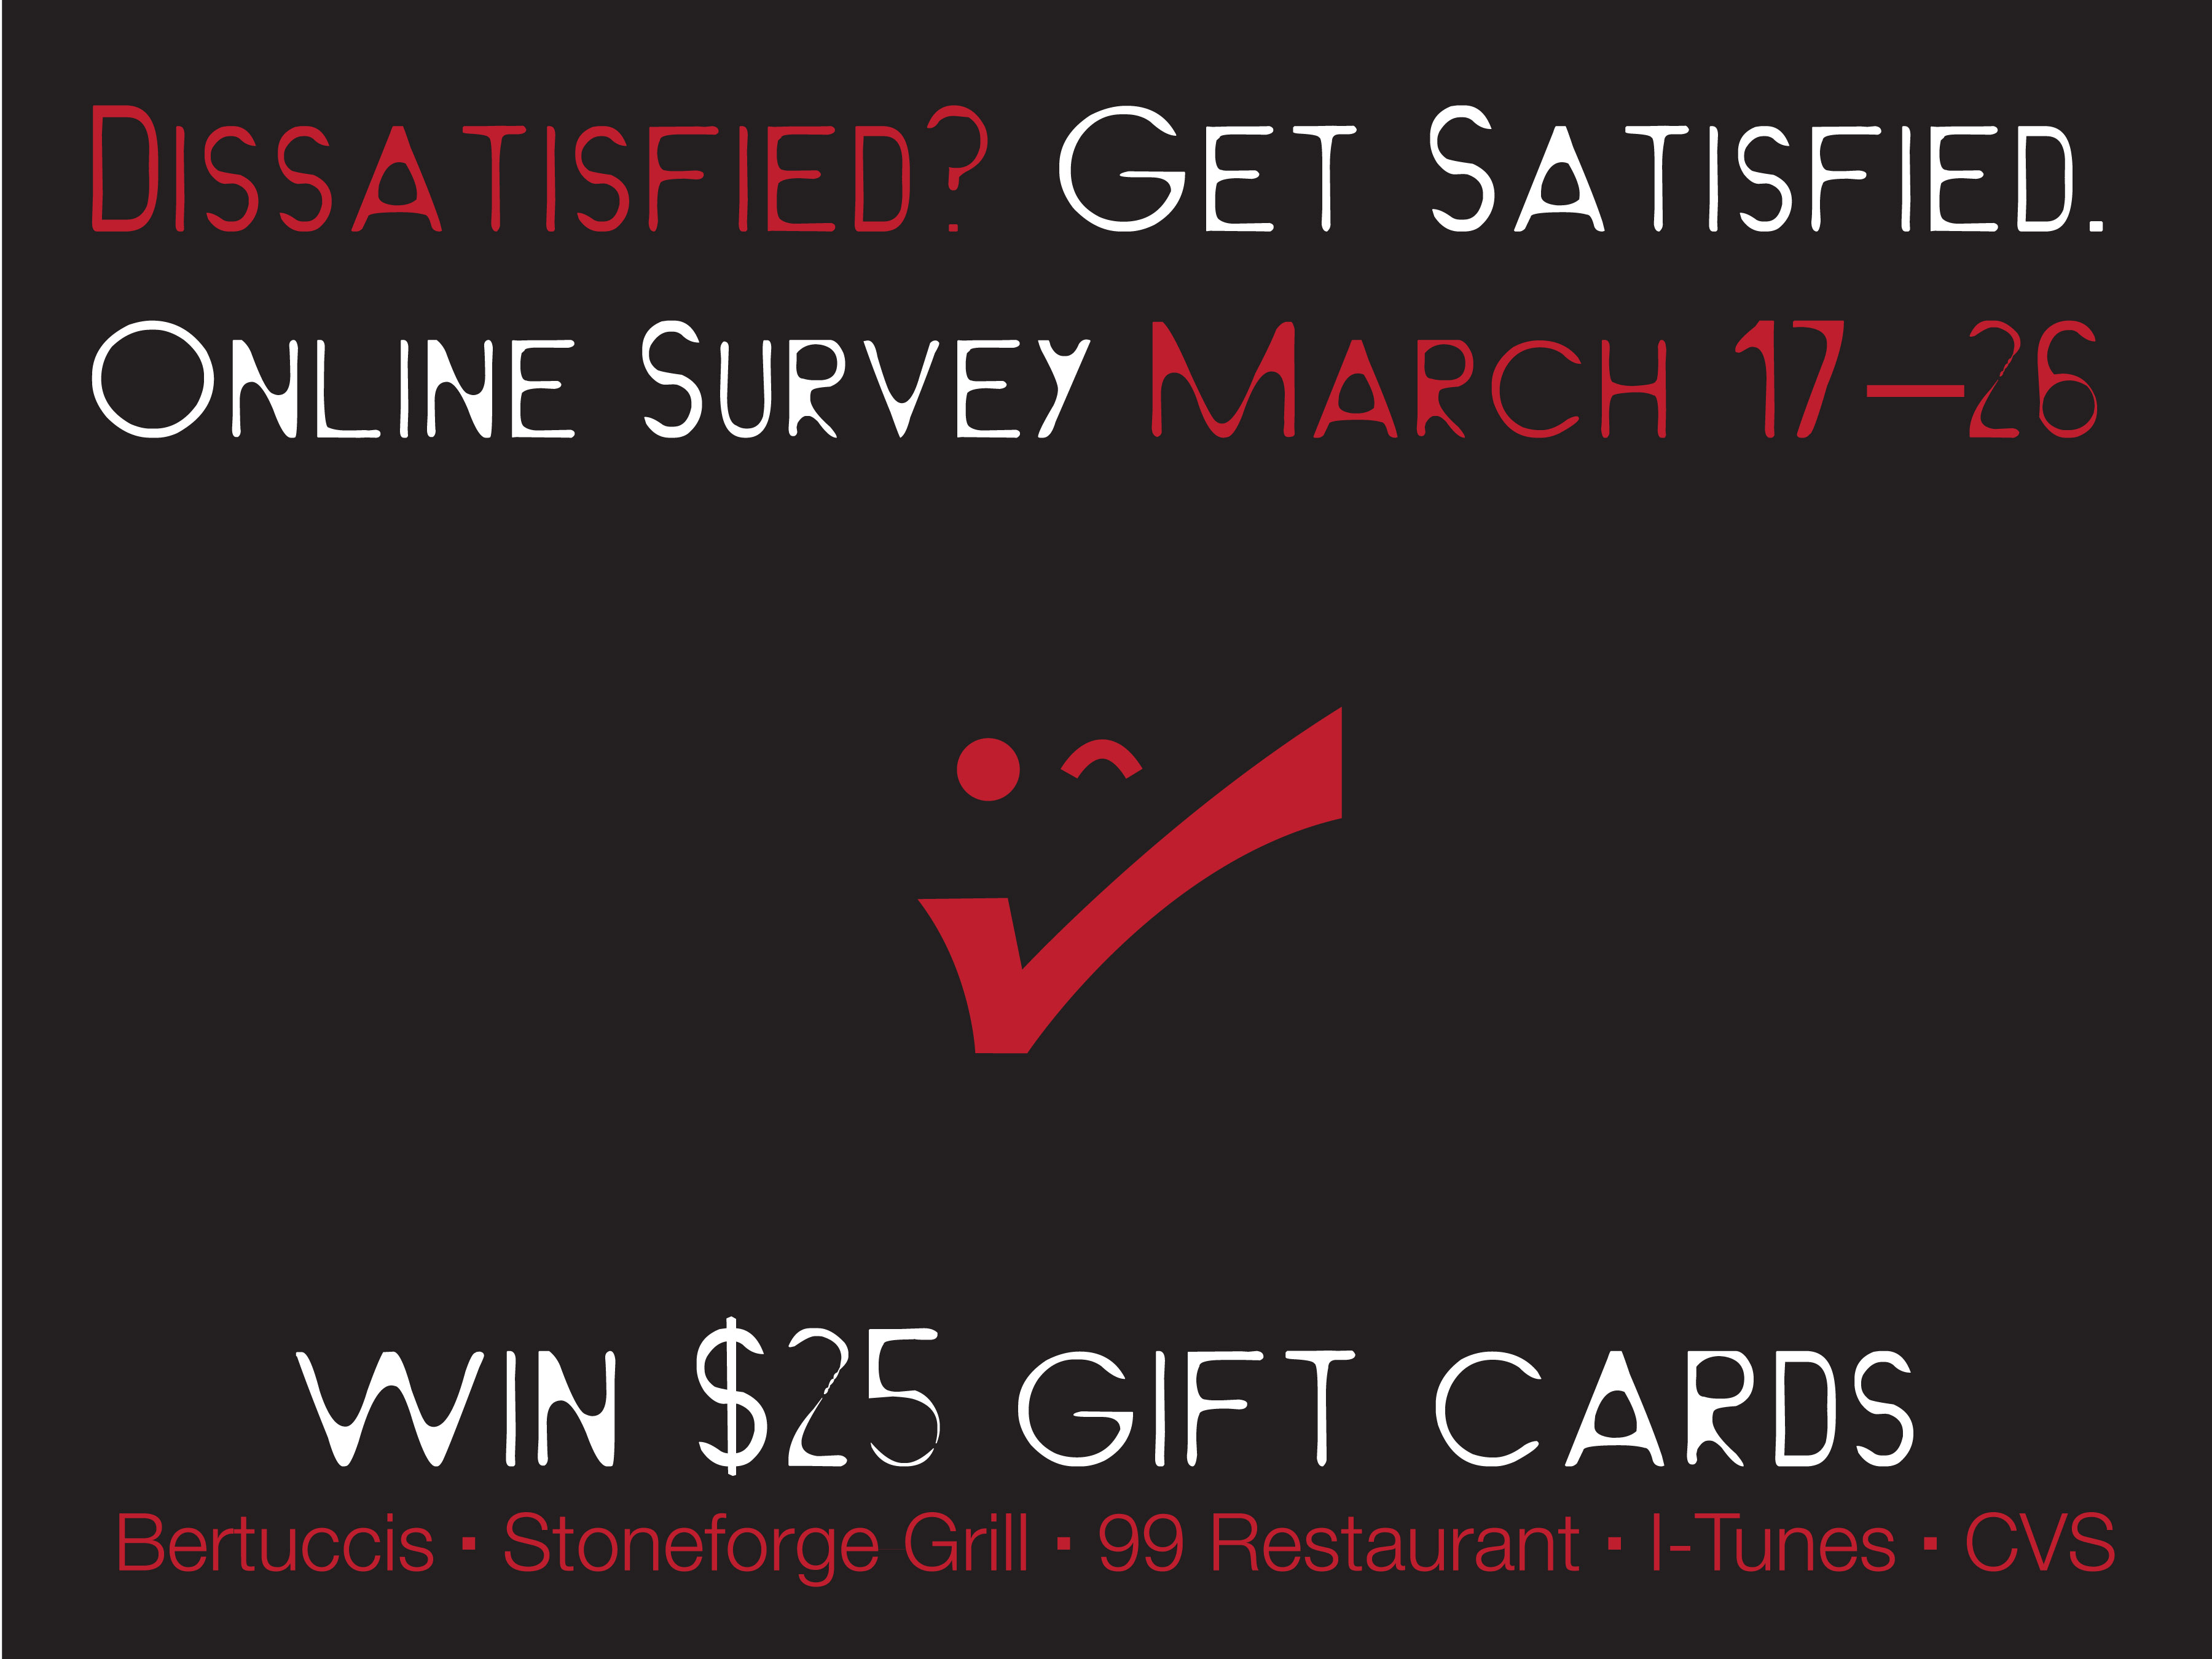 Dissatisfied? Get Satisfied.
Online Survey March 17–26
WIN $25 GIFT CARDS
Bertuccis ▪ Stoneforge Grill ▪ 99 Restaurant ▪ I-Tunes ▪ CVS